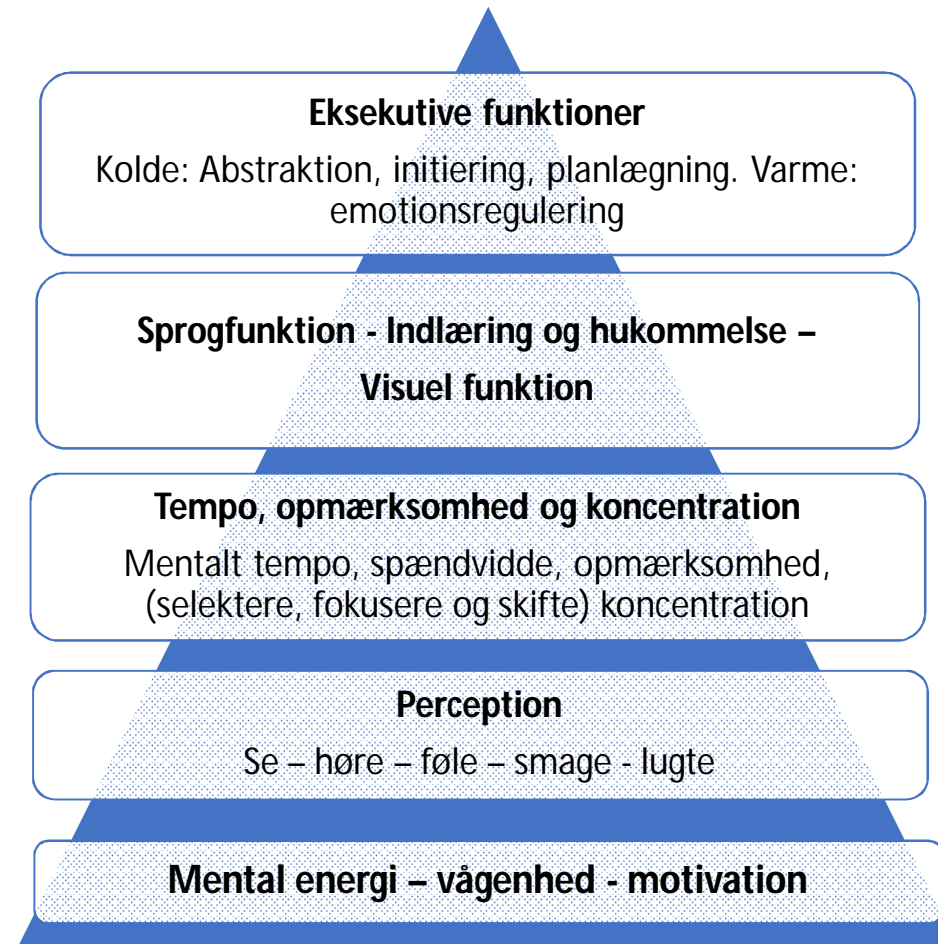 Eksekutive funktioner
Kolde: Abstraktion, initiering, planlægning. Varme:
emotionsregulering
Sprogfunktion - Indlæring og hukommelse –
Visuel funktion
Tempo, opmærksomhed og koncentration
Mentalt tempo, spændvidde, opmærksomhed,
(selektere, fokusere og skifte) koncentration
Perception
Se – høre – føle – smage - lugte
Mental energi – vågenhed - motivation